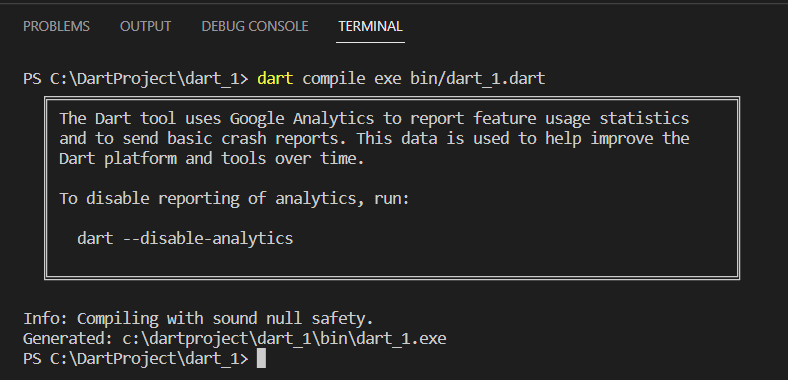 PROBLEMS OUTPUT DEBUG CONSOLE TERMINAL
PS C:\DartProject\dart_1> dart compile exe bin/dart_1.dart
The Dart tool uses Google Analytics to report feature usage statistics
and to send basic crash reports. This data is used to help improve the
Dart platform and tools over time.
To disable reporting of analytics, run:
dart --disable-analytics
Info: Compiling with sound null safety.
Generated: c:\dartproject\dart_1\bin\dart_1.exe
PS C:\DartProject\dart_1>